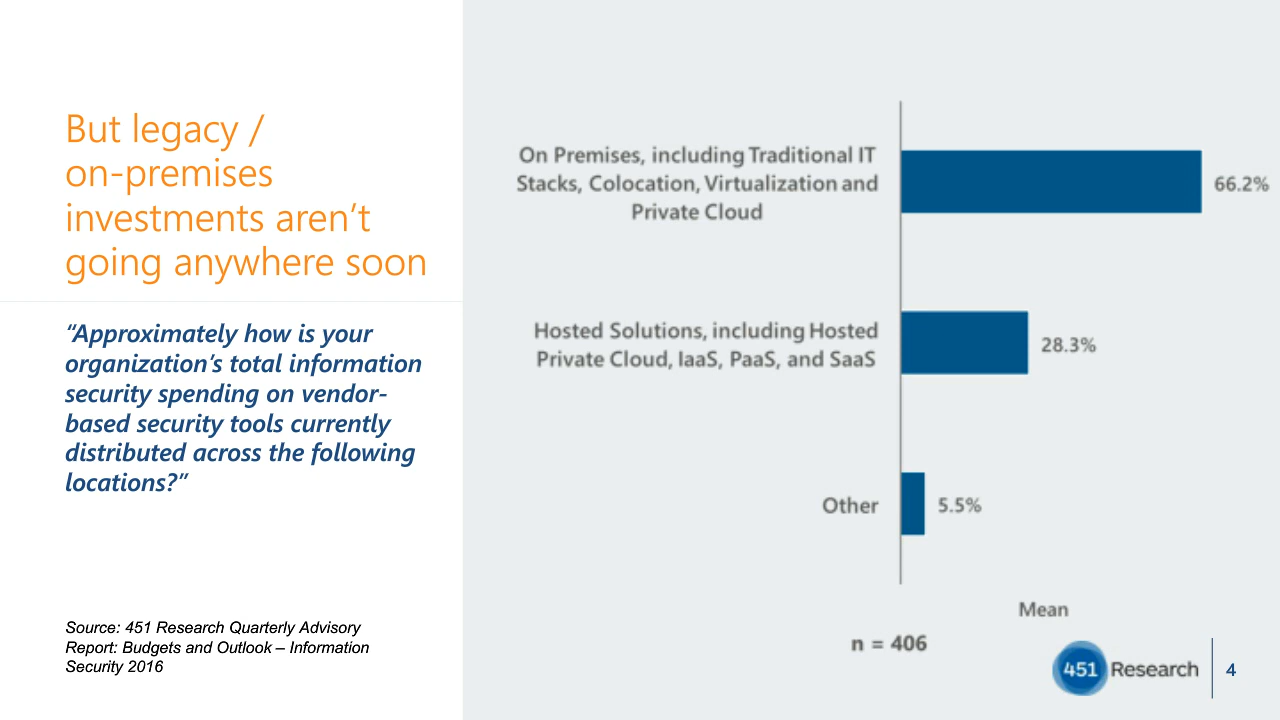 But legacy /
on-premises
investments aren’t
going anywhere soon
“Approximately how is your
organization’s total information
security spending on vendor-
based security tools currently
distributed across the following
locations?”
Source: 451 Research Quarterly Advisory
Report: Budgets and Outlook – Information
Security 2016
On Premises, including Traditional IT
Stacks, Colocation, Virtualization and
Private Cloud
66.2%
Hosted Solutions, including Hosted
Private Cloud, IaaS, PaaS, and SaaS
28.3%
Other
5.5%
Mean
n = 406
451 Research
4